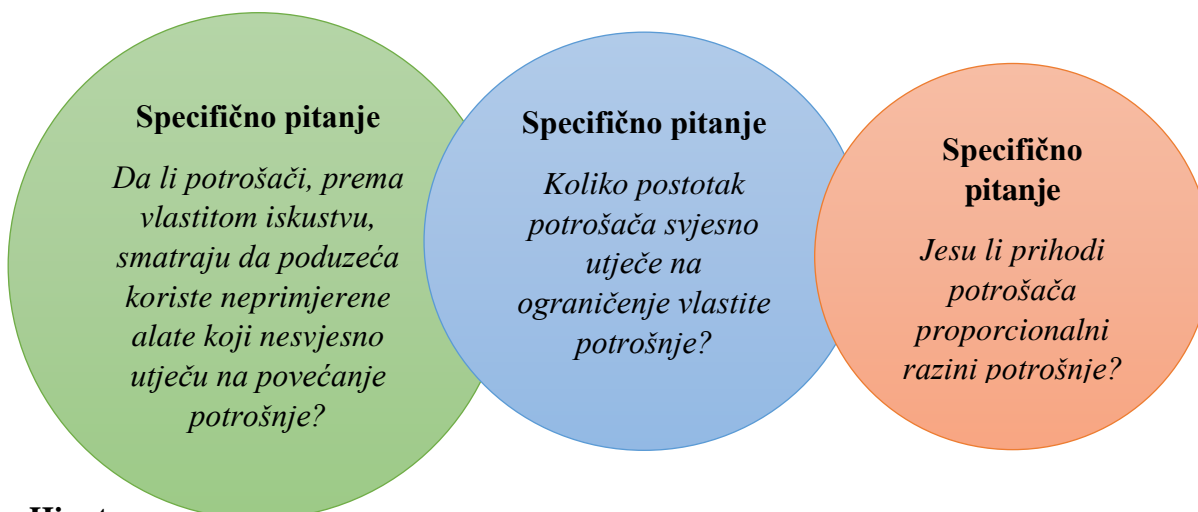 Specifično pitanje
Da li potrošači, prema
vlastitom iskustvu,
smatraju da poduzeća
koriste neprimjerene
alate koji nesvjesno
utječu na povećanje
potrošnje?
Specifično pitanje
Koliko postotak
potrošača svjesno
utječe na
ograničenje vlastite
potrošnje?
Specifično
pitanje
Jesu li prihodi
potrošača
proporcionalni
razini potrošnje?